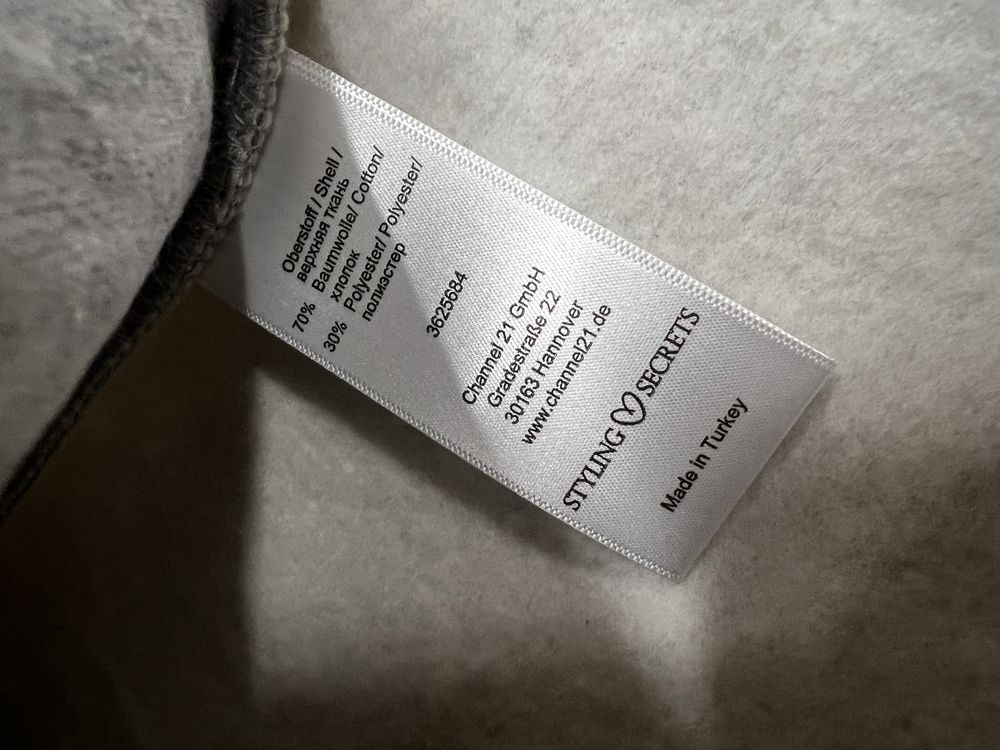 Oberstoff / Shell /
верхняя ткань
70% Baumwolle/ Cotton/
хлопок
30% Polyester/ Polyester/
полиэстер
3625684
Channel 21 GmbH
Gradestraße 22
30163 Hannover
www.channel21.de
STYLING SECRETS
Made in Turkey